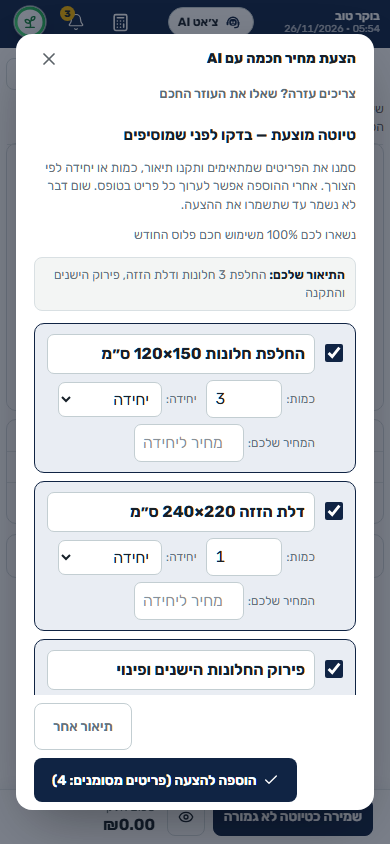 בוקר טוב
05:54 • 26/11/2026
צ'אט AI
3
הצעת מחיר חכמה עם AI
צריכים עזרה? שאלו את העוזר החכם
טיוטה מוצעת – בדקו לפני שמוסיפים
סמנו את הפריטים שמתאימים ותקנו תיאור, כמות או יחידה לפי
הצורך. אחרי ההוספה אפשר לערוך כל פריט בטופס. שום דבר
לא נשמר עד שתשמרו את ההצעה.
נשארו לכם 100% משימוש חכם פלוס החודש
התיאור שלכם: החלפת 3 חלונות ודלת הזזה, פירוק הישנים
והתקנה
החלפת חלונות 150×120 ס״מ
כמות: 3 יחידה: יחידה
המחיר שלכם: מחיר ליחידה
דלת הזזה 220×240 ס״מ
כמות: 1 יחידה: יחידה
המחיר שלכם: מחיר ליחידה
פירוק החלונות הישנים ופינוי
תיאור אחר
הוספה להצעה (פריטים מסומנים: 4)
שמירה כטיוטה לא גמורה
₪0.00